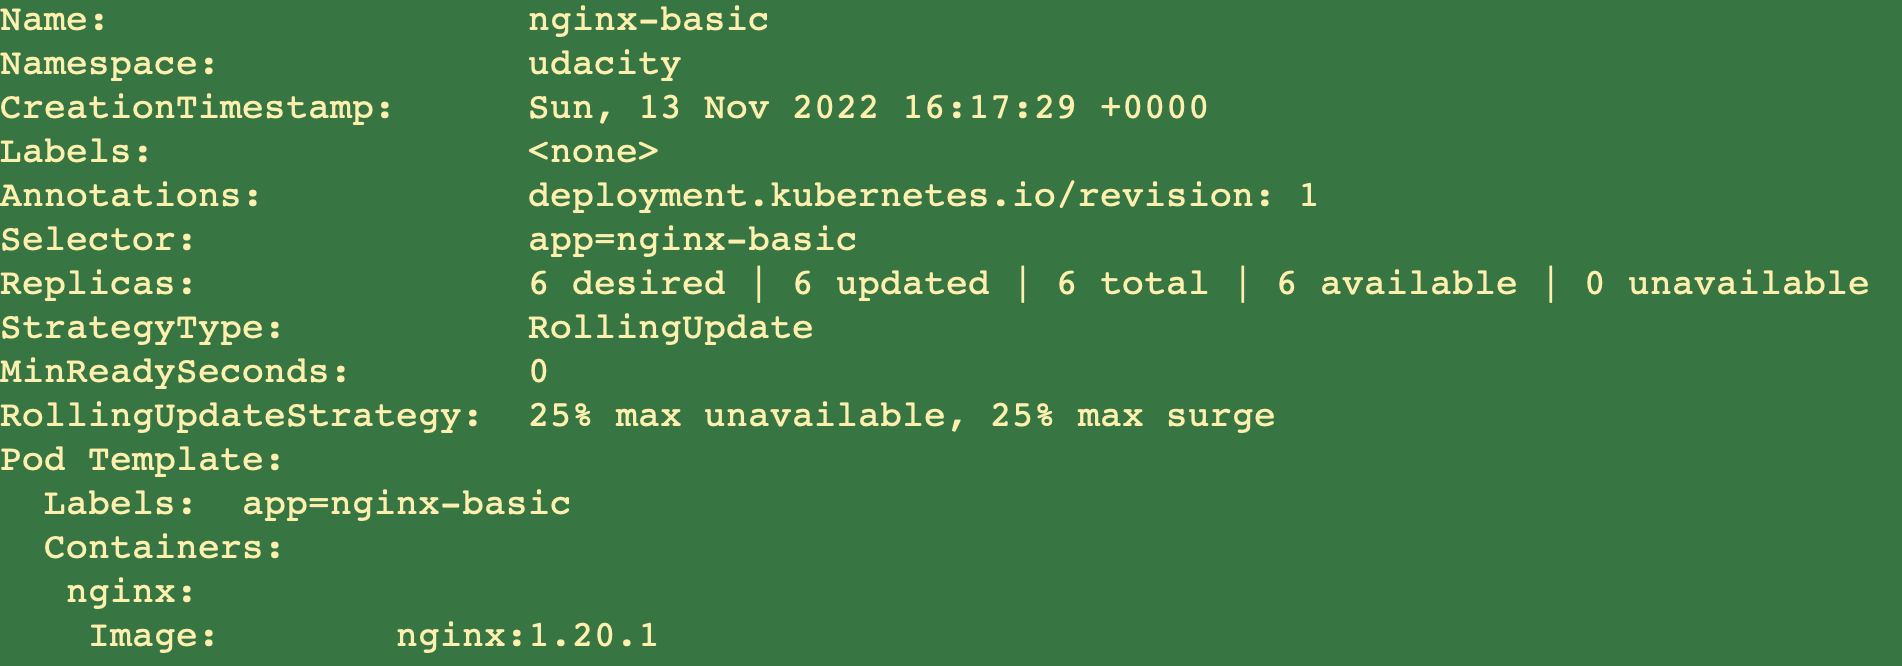 Name:                   nginx-basic
Namespace:              udacity
CreationTimestamp:      Sun, 13 Nov 2022 16:17:29 +0000
Labels:                 <none>
Annotations:            deployment.kubernetes.io/revision: 1
Selector:               app=nginx-basic
Replicas:               6 desired | 6 updated | 6 total | 6 available | 0 unavailable
StrategyType:           RollingUpdate
MinReadySeconds:        0
RollingUpdateStrategy:  25% max unavailable, 25% max surge
Pod Template:
  Labels:  app=nginx-basic
  Containers:
   nginx:
    Image:        nginx:1.20.1